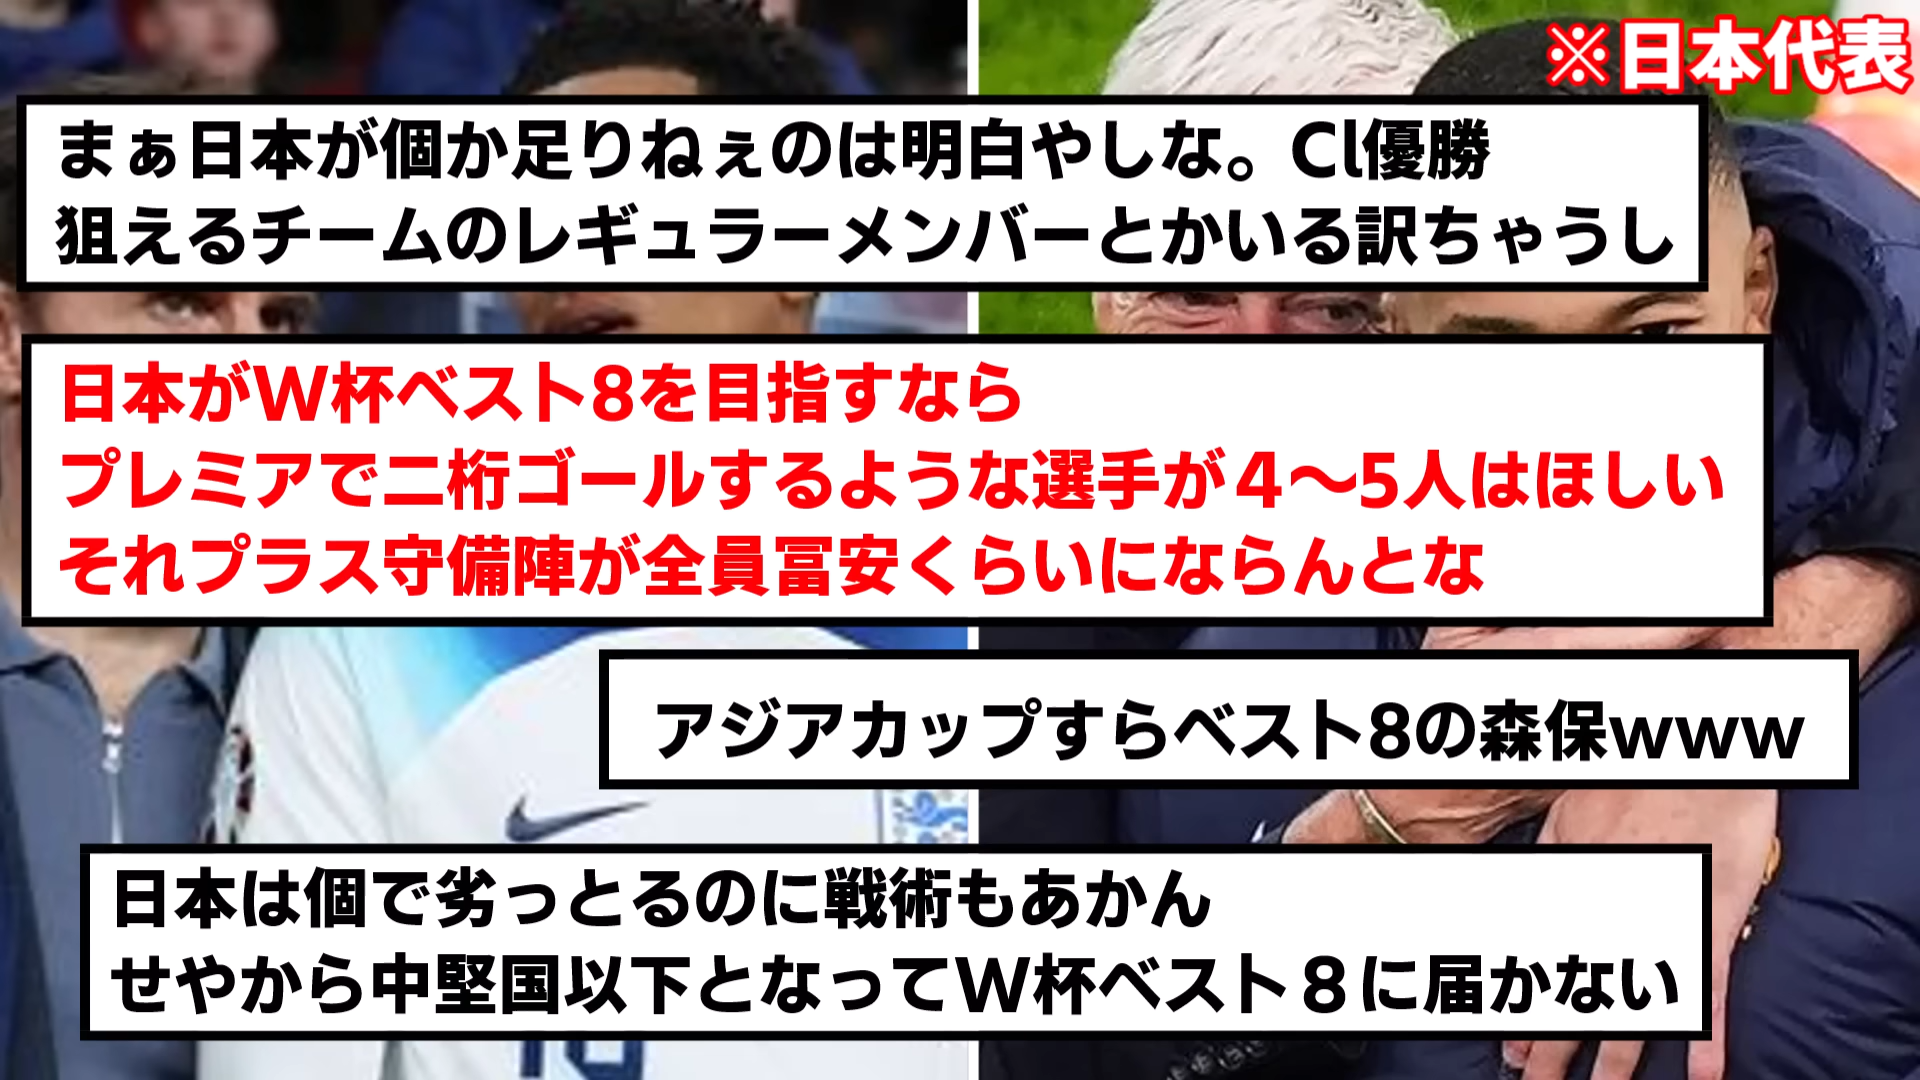 ※日本代表
まぁ日本が個か足りねぇのは明白やしな。Cl優勝
狙えるチームのレギュラーメンバーとかいる訳ちゃうし
日本がW杯ベスト8を目指すなら
プレミアで二桁ゴールするような選手が４〜5人はほしい
それプラス守備陣が全員冨安くらいにならんとな
アジアカップすらベスト8の森保www
日本は個で劣っとるのに戦術もあかん
せやから中堅国以下となってW杯ベスト８に届かない